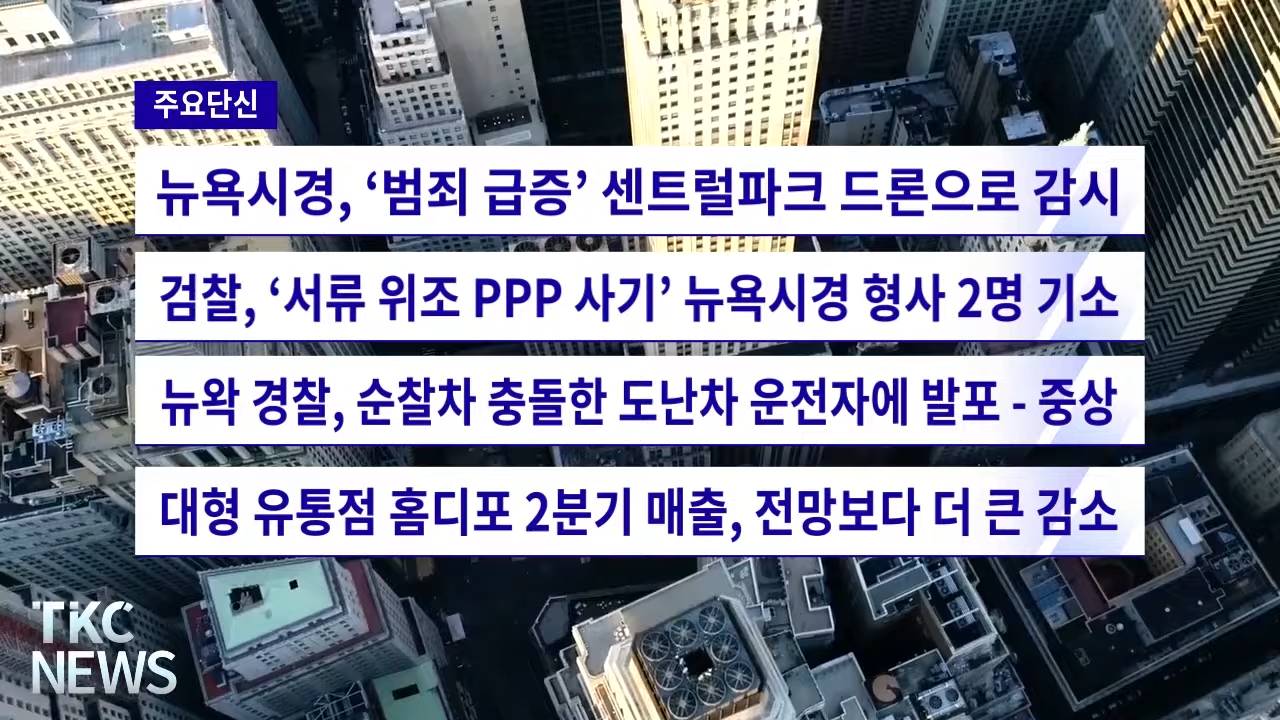 주요단신
뉴욕시경, ‘범죄 급증’ 센트럴파크 드론으로 감시
검찰, ‘서류 위조 PPP 사기’ 뉴욕시경 형사 2명 기소
뉴왁 경찰, 순찰차 충돌한 도난차 운전자에 발포 - 중상
대형 유통점 홈디포 2분기 매출, 전망보다 더 큰 감소
TKC
NEWS